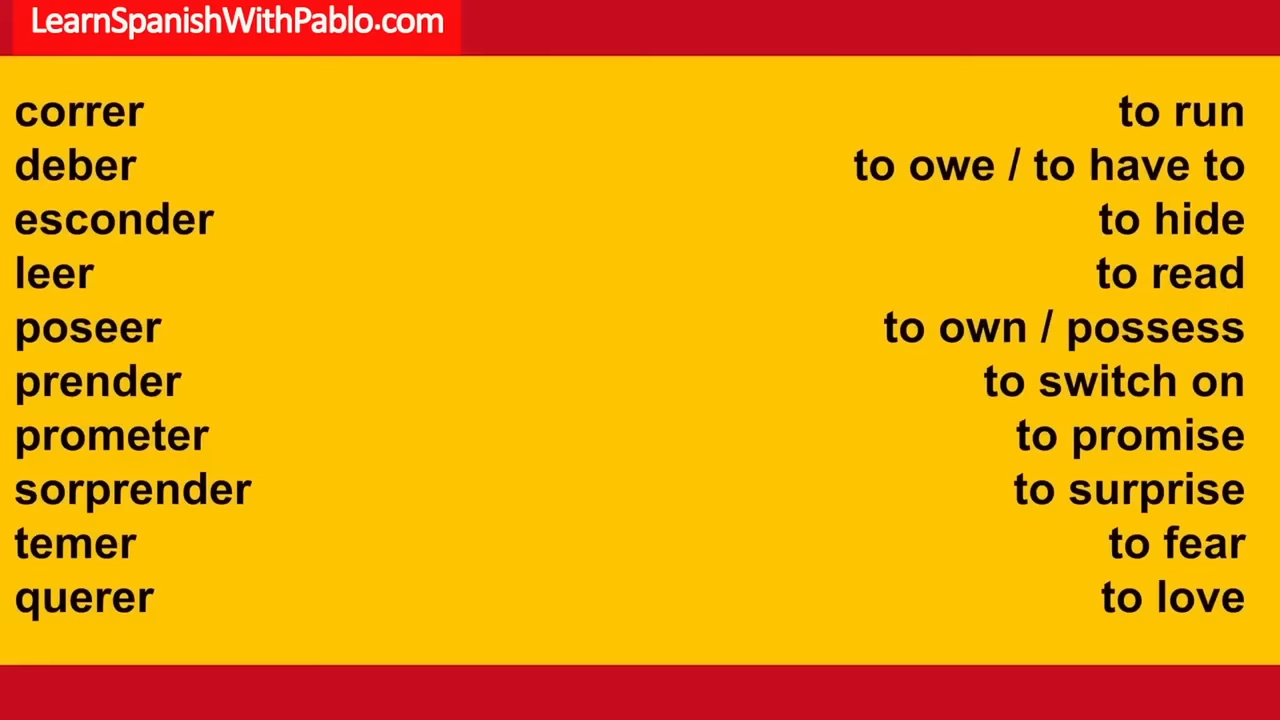 LearnSpanishWithPablo.com
correr to run
deber to owe / to have to
esconder to hide
leer to read
poseer to own / possess
prender to switch on
prometer to promise
sorprender to surprise
temer to fear
querer to love